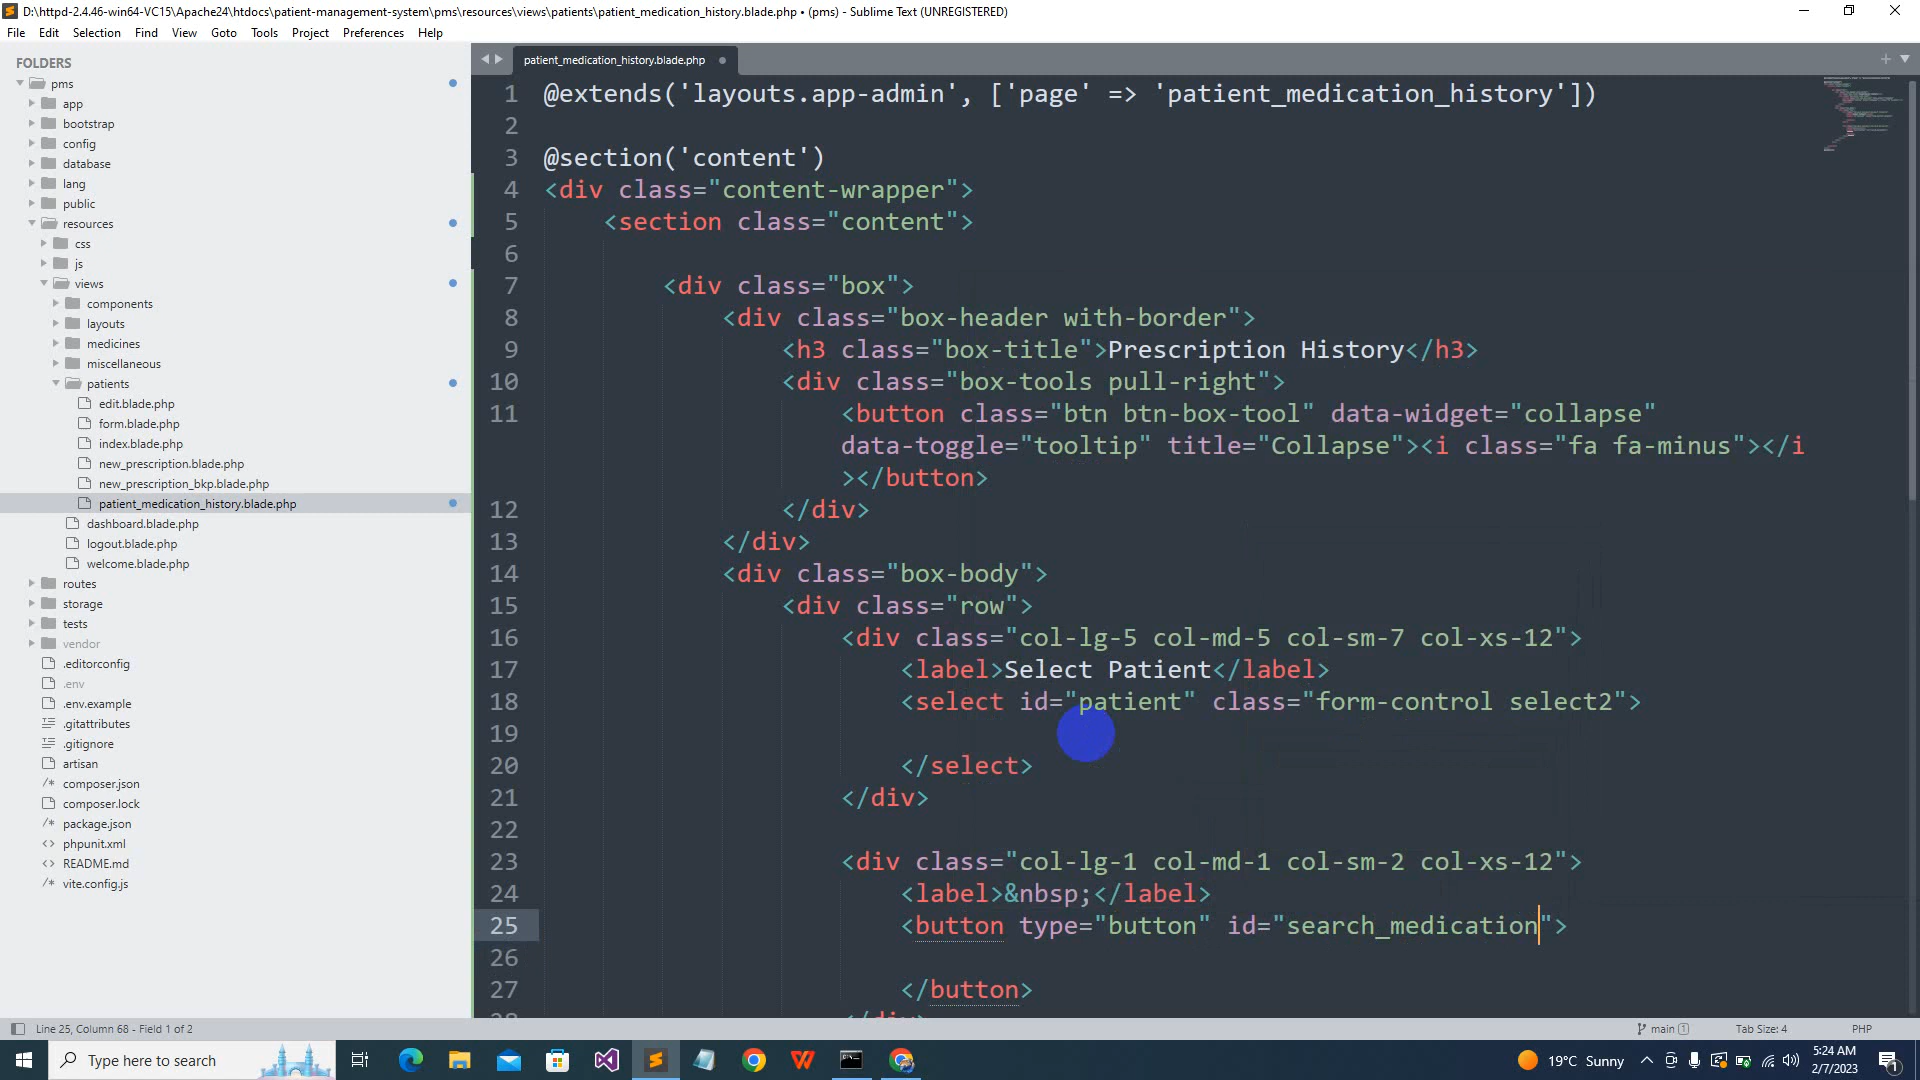 D:\httpd-2.4.46-win64-VC15\Apache24\htdocs\patient-management-system\pms\resources\views\patients\patient_medication_history.blade.php • (pms) - Sublime Text (UNREGISTERED)
File Edit Selection Find View Goto Tools Project Preferences Help
FOLDERS
pms
app
bootstrap
config
database
lang
public
resources
css
js
views
components
layouts
medicines
miscellaneous
patients
edit.blade.php
form.blade.php
index.blade.php
new_prescription.blade.php
new_prescription_bkp.blade.php
patient_medication_history.blade.php
dashboard.blade.php
logout.blade.php
welcome.blade.php
routes
storage
tests
vendor
.editorconfig
.env
.env.example
.gitattributes
.gitignore
artisan
composer.json
composer.lock
package.json
phpunit.xml
README.md
vite.config.js
patient_medication_history.blade.php
1 @extends('layouts.app-admin', ['page' => 'patient_medication_history'])
2
3 @section('content')
4 <div class="content-wrapper">
5 <section class="content">
6
7 <div class="box">
8 <div class="box-header with-border">
9 <h3 class="box-title">Prescription History</h3>
10 <div class="box-tools pull-right">
11 <button class="btn btn-box-tool" data-widget="collapse"
data-toggle="tooltip" title="Collapse"><i class="fa fa-minus"></i
></button>
12 </div>
13 </div>
14 <div class="box-body">
15 <div class="row">
16 <div class="col-lg-5 col-md-5 col-sm-7 col-xs-12">
17 <label>Select Patient</label>
18 <select id="patient" class="form-control select2">
19
20 </select>
21 </div>
22
23 <div class="col-lg-1 col-md-1 col-sm-2 col-xs-12">
24 <label>&nbsp;</label>
25 <button type="button" id="search_medication">
26
27 </button>
28 </div>
Line 25, Column 68 - Field 1 of 2
main 1
Tab Size: 4
PHP
Type here to search
19°C Sunny
5:24 AM
2/7/2023
1